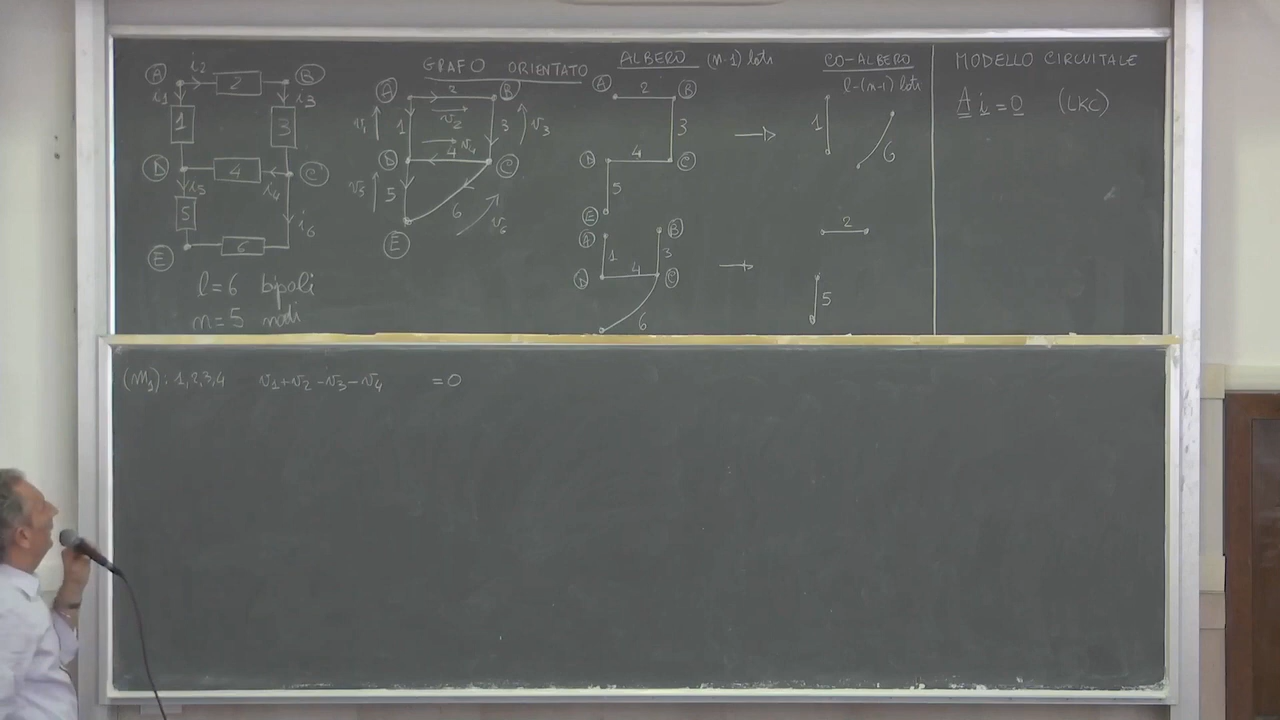 A i₂ 2 B
i₁ i₃
1 3
D 4 C
i₅ i₄
5 i₆
E 6
l=6 bipoli
n=5 nodi
GRAFO ORIENTATO
A 2 B
v₁ 1 v₂ 3 v₃
D 4 v₄ C
v₅ 5 6 v₆
E
ALBERO (n-1) lati
A 2 B
3
D 4 C
5
E
A B
1 3
D 4 C
6
CO-ALBERO
l-(n-1) lati
1 6
2
5
MODELLO CIRCUITALE
A i = 0 (LKC)
(M₁): 1,2,3,4 v₁+v₂-v₃-v₄ =0